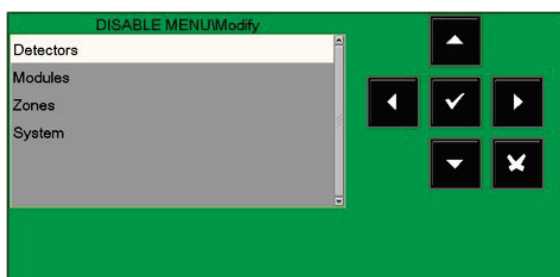 DISABLE MENU\Modify
Detectors
Modules
Zones
System